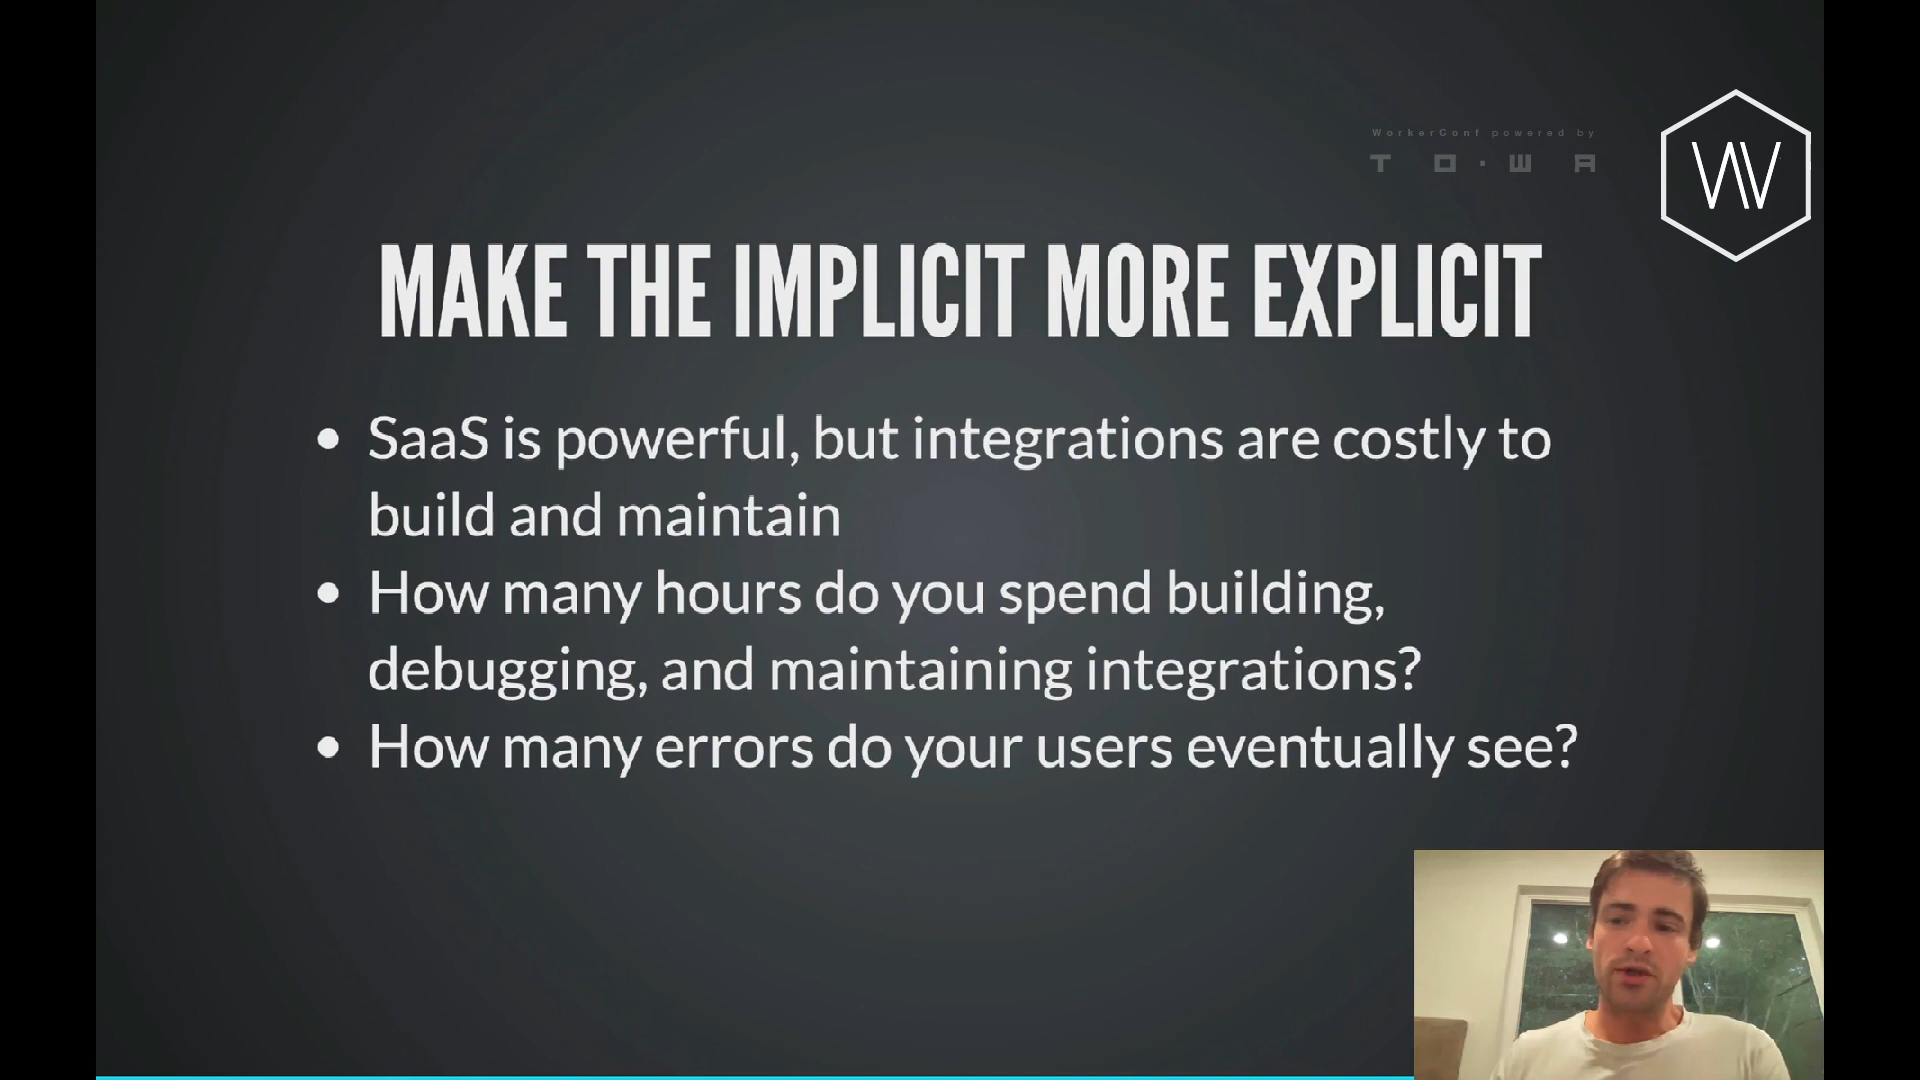 WorkerConf powered by
TO·WA
W
MAKE THE IMPLICIT MORE EXPLICIT
• SaaS is powerful, but integrations are costly to
build and maintain
• How many hours do you spend building,
debugging, and maintaining integrations?
• How many errors do your users eventually see?